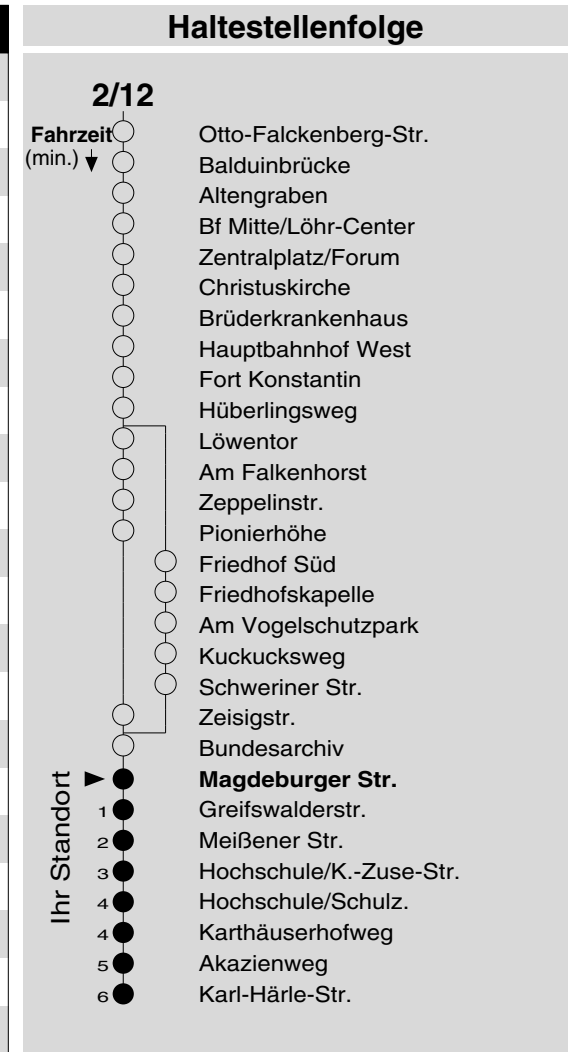 Haltestellenfolge
2/12
Fahrzeit
(min.)
Otto-Falckenberg-Str.
Balduinbrücke
Altengraben
Bf Mitte/Löhr-Center
Zentralplatz/Forum
Christuskirche
Brüderkrankenhaus
Hauptbahnhof West
Fort Konstantin
Hüberlingsweg
Löwentor
Am Falkenhorst
Zeppelinstr.
Pionierhöhe
Friedhof Süd
Friedhofskapelle
Am Vogelschutzpark
Kuckucksweg
Schweriner Str.
Zeisigstr.
Bundesarchiv
Ihr Standort
Magdeburger Str.
1 Greifswalderstr.
2 Meißener Str.
3 Hochschule/K.-Zuse-Str.
4 Hochschule/Schulz.
4 Karthäuserhofweg
5 Akazienweg
6 Karl-Härle-Str.